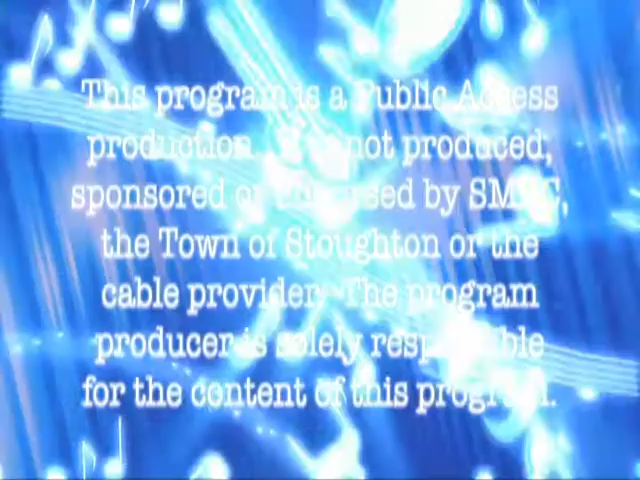 This program is a Public Access
production. It is not produced,
sponsored or endorsed by
the Town of Stoughton or the
cable provider. The program
producer is solely responsible
for the content of this program.